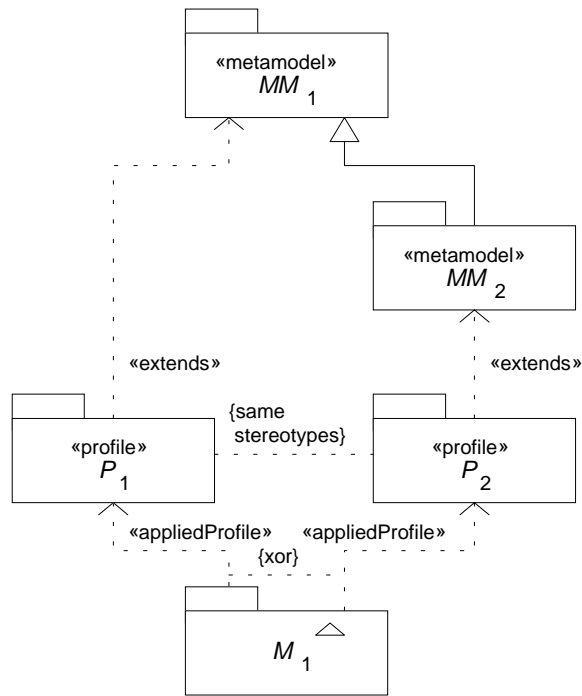 «metamodel»
MM 1
«metamodel»
MM 2
«extends»
«extends»
{same
stereotypes}
«profile»
P 1
«profile»
P 2
«appliedProfile»
«appliedProfile»
{xor}
M 1